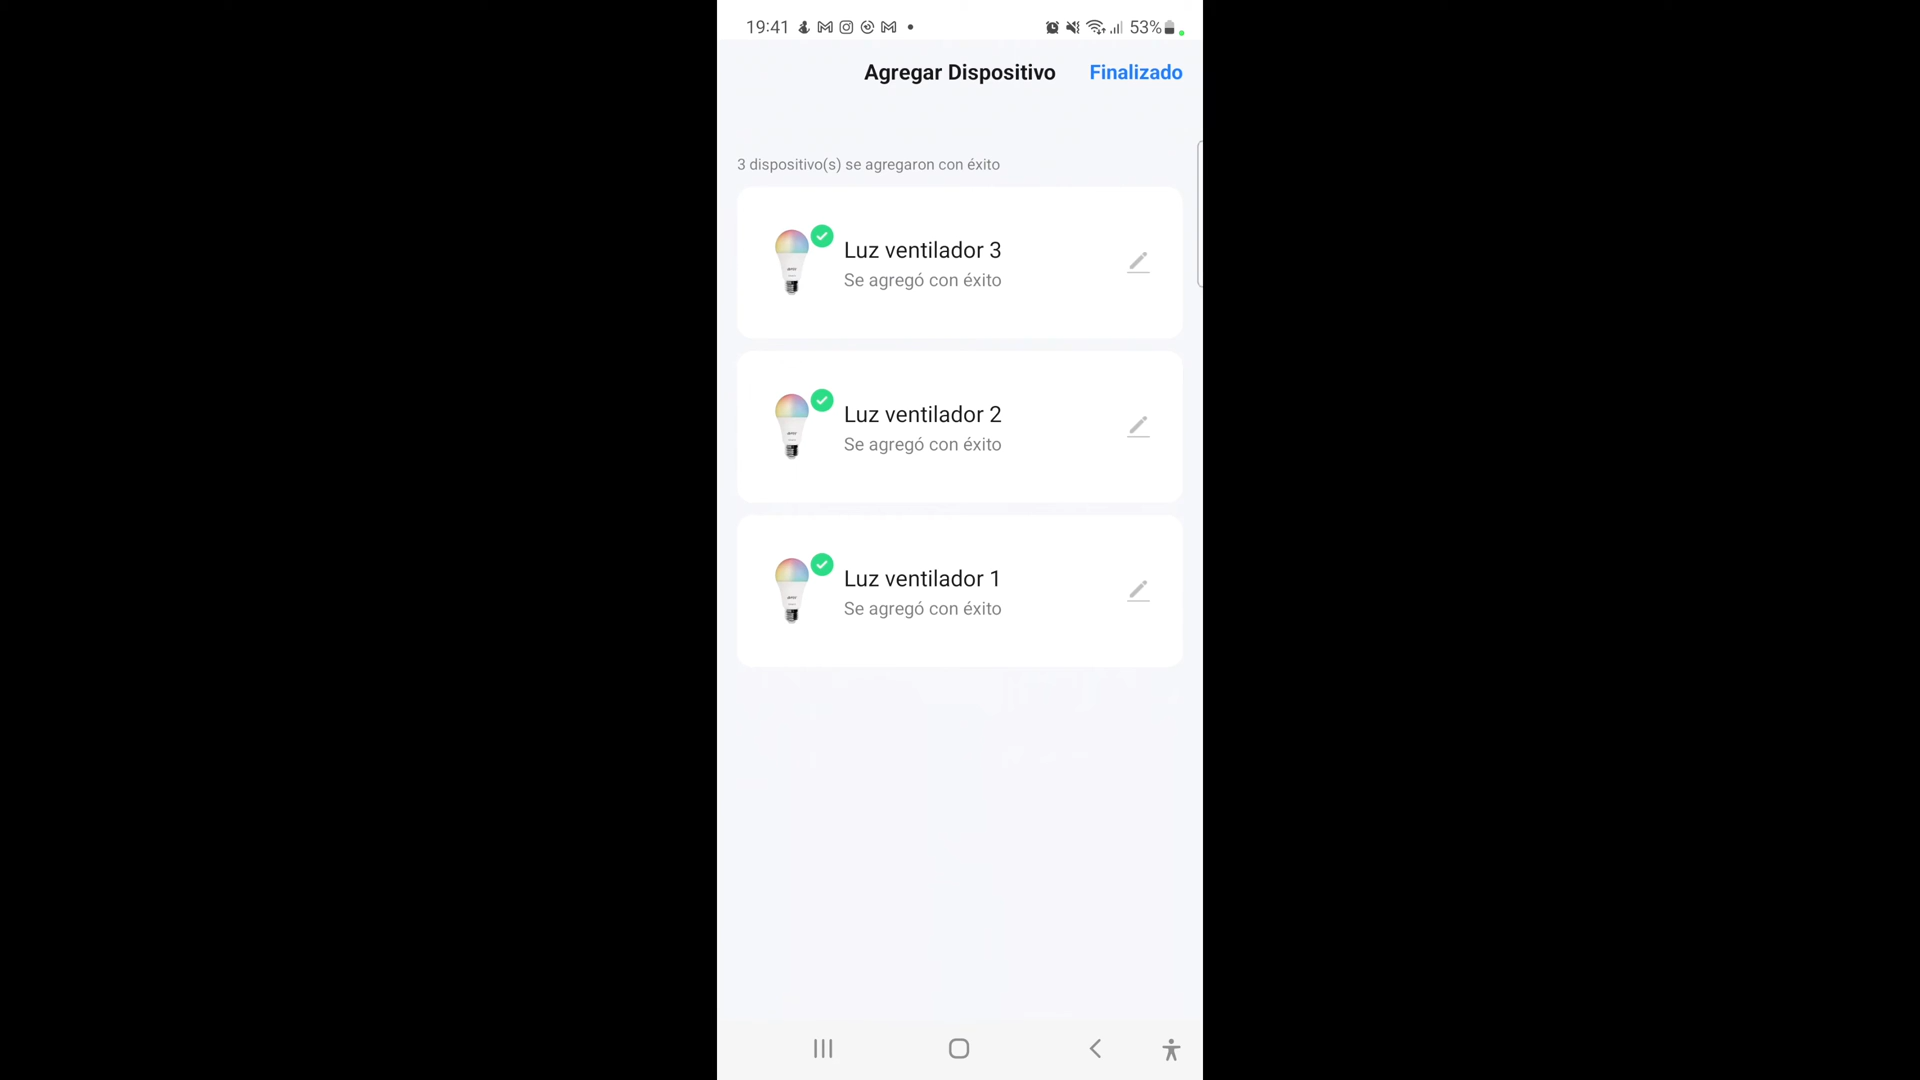 19:41 53%
Agregar Dispositivo Finalizado
3 dispositivo(s) se agregaron con éxito
Luz ventilador 3
Se agregó con éxito
Luz ventilador 2
Se agregó con éxito
Luz ventilador 1
Se agregó con éxito